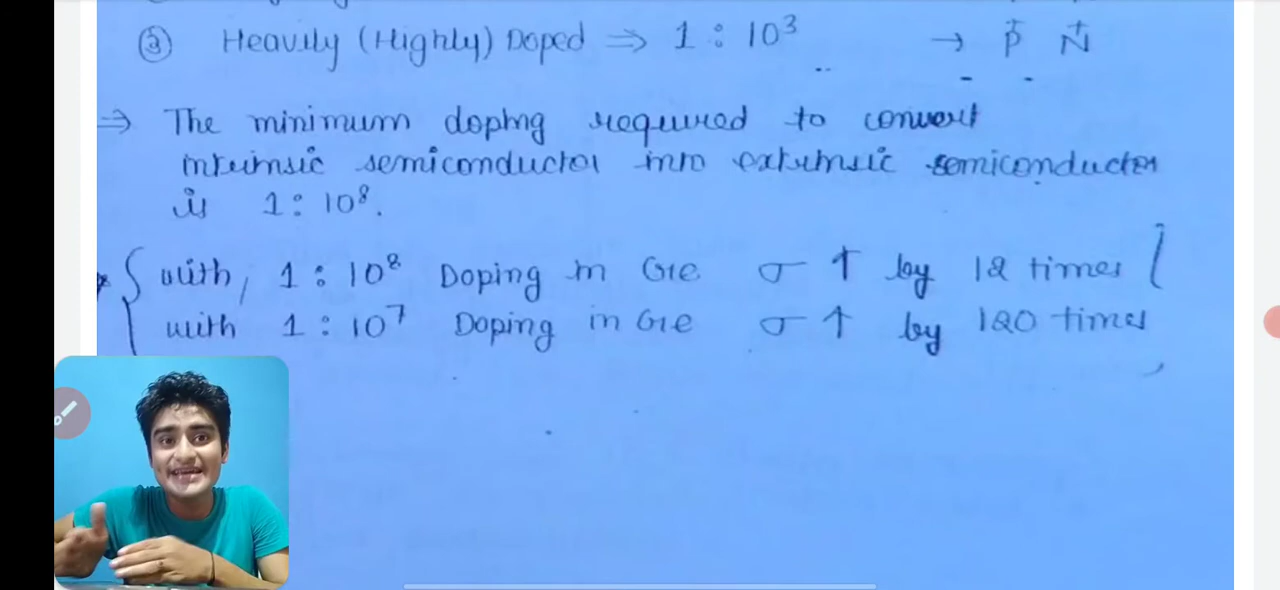 ③ Heavily (Highly) Doped ⇒ 1 : 10³ → P⁺ N⁺
⇒ The minimum doping required to convert
intrinsic semiconductor into extrinsic semiconductor
is 1 : 10⁸.
* { with, 1 : 10⁸ Doping in Ge σ ↑ by 12 times }
with 1 : 10⁷ Doping in Ge σ ↑ by 120 times